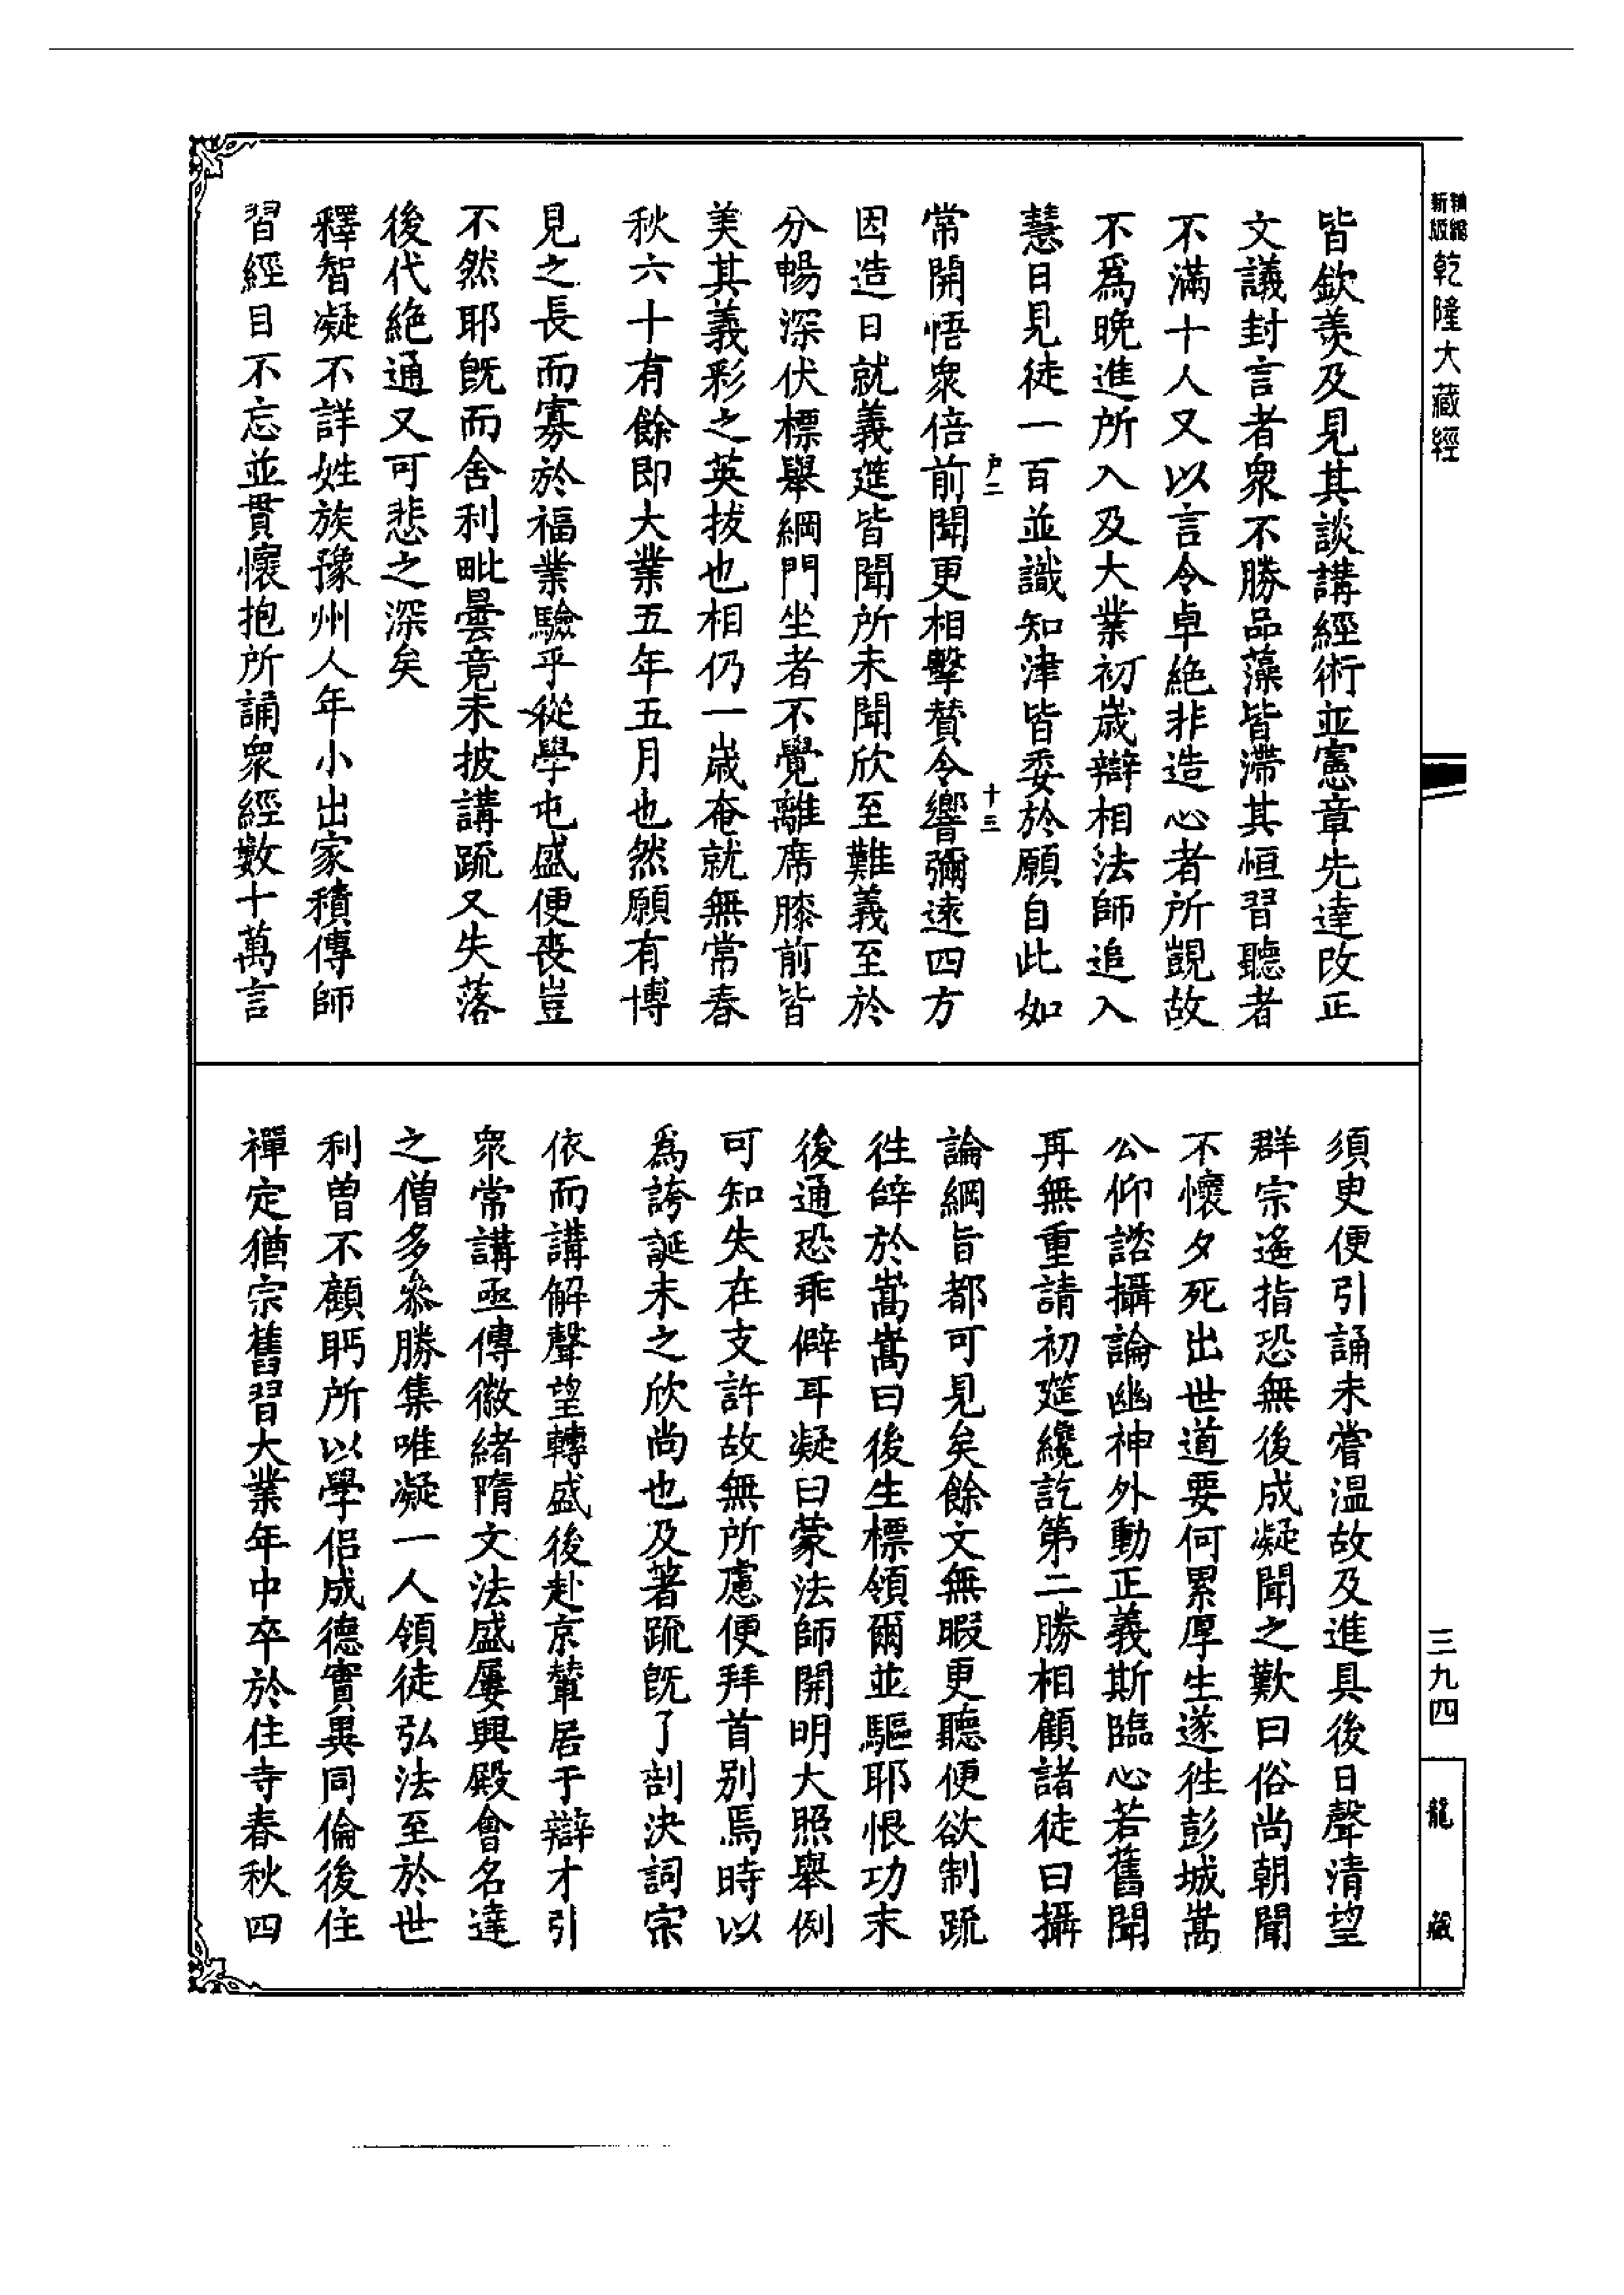 精縮新版乾隆大藏經
皆欽羨及見其談講經術並憲章先達改正
文議封言者衆不勝品藻皆滯其恒習聽者
不滿十人又以言令卓絶非造心者所覬故
不爲晚進所入及大業初歲辯相法師追入
慧日見徒一百並識知津皆委於願自此如
户二 十三
常開悟衆倍前聞更相擊賛令響彌遠四方
因造日就義筵皆聞所未聞欣至難義至於
分暢深伏標舉綱門坐者不覺離席膝前皆
美其義彩之英拔也相仍一歲奄就無常春
秋六十有餘即大業五年五月也然願有博
見之長而寡於福業驗乎從學屯盛便喪豈
不然耶旣而舍利毗曇竟未披講䟽又失落
後代絶通又可悲之深矣
釋智凝不詳姓族豫州人年小出家積傳師
習經目不忘並貫懷抱所誦衆經數十萬言
須臾便引誦未嘗溫故及進具後日聲清望
群宗遙指恐無後成凝聞之歎曰俗尚朝聞
不懷夕死出世道要何累厚生遂徃彭城嵩
公仰諮攝論幽神外動正義斯臨心若舊聞
再無重請初筵纔訖第二勝相顧諸徒曰攝
論綱旨都可見矣餘文無暇更聽便欲制䟽
徃辭於嵩嵩曰後生標領爾並驅耶恨功未
後通恐乖僻耳凝曰蒙法師開明大照舉例
可知失在支許故無所慮便拜首别焉時以
爲誇誕未之欣尚也及著䟽旣了剖决詞宗
依而講解聲望轉盛後赴京輦居于辯才引
衆常講亟傳徽緒隋文法盛屢興殿會名達
之僧多叅勝集唯凝一人領徒弘法至於世
利曾不顧眄所以學侣成德實異同倫後住
禪定猶宗舊習大業年中卒於住寺春秋四
三九四
龍藏